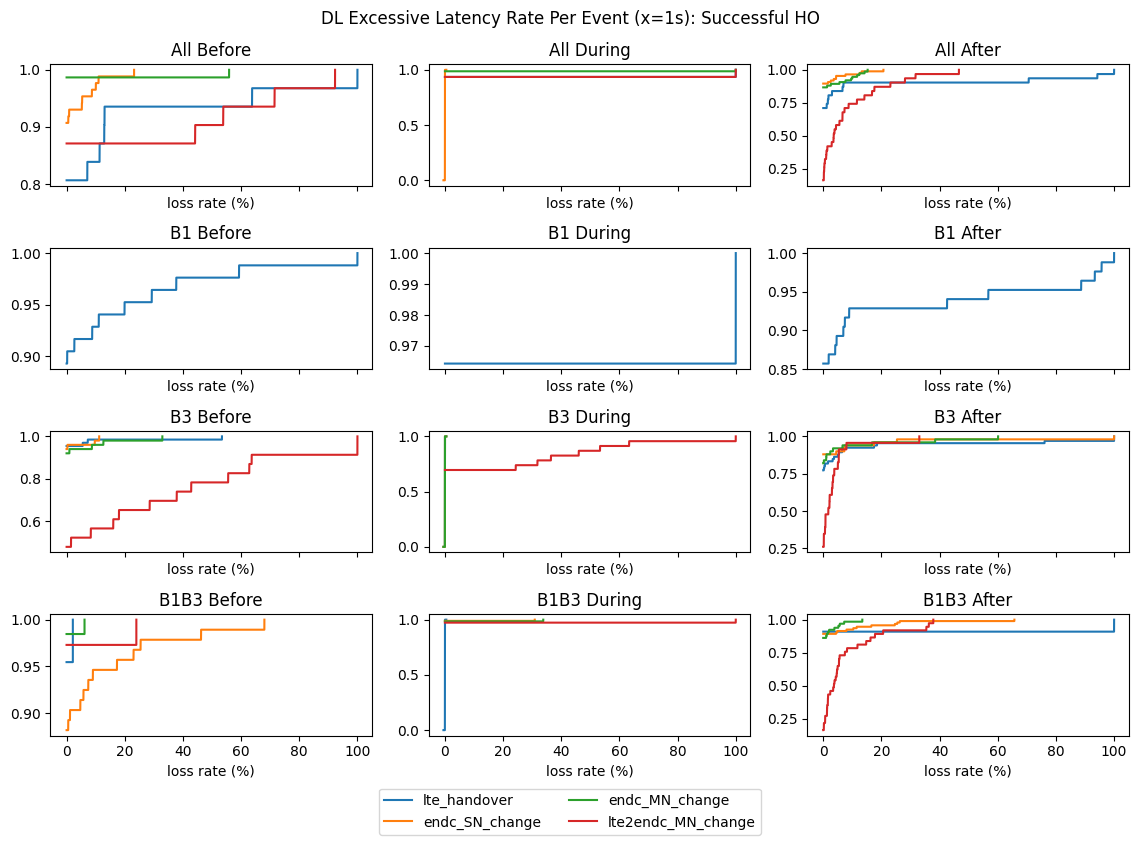 DL Excessive Latency Rate Per Event (x=1s): Successful HO
All Before
All During
All After
1.0
0.9
0.8
1.0
0.5
0.0
1.00
0.75
0.50
0.25
loss rate (%)
loss rate (%)
loss rate (%)
B1 Before
B1 During
B1 After
1.00
0.95
0.90
1.00
0.99
0.98
0.97
1.00
0.95
0.90
0.85
loss rate (%)
loss rate (%)
loss rate (%)
B3 Before
B3 During
B3 After
1.0
0.8
0.6
1.0
0.5
0.0
1.00
0.75
0.50
0.25
loss rate (%)
loss rate (%)
loss rate (%)
B1B3 Before
B1B3 During
B1B3 After
1.00
0.95
0.90
1.0
0.5
0.0
1.00
0.75
0.50
0.25
0 20 40 60 80 100
0 20 40 60 80 100
0 20 40 60 80 100
loss rate (%)
loss rate (%)
loss rate (%)
lte_handover
endc_SN_change
endc_MN_change
lte2endc_MN_change